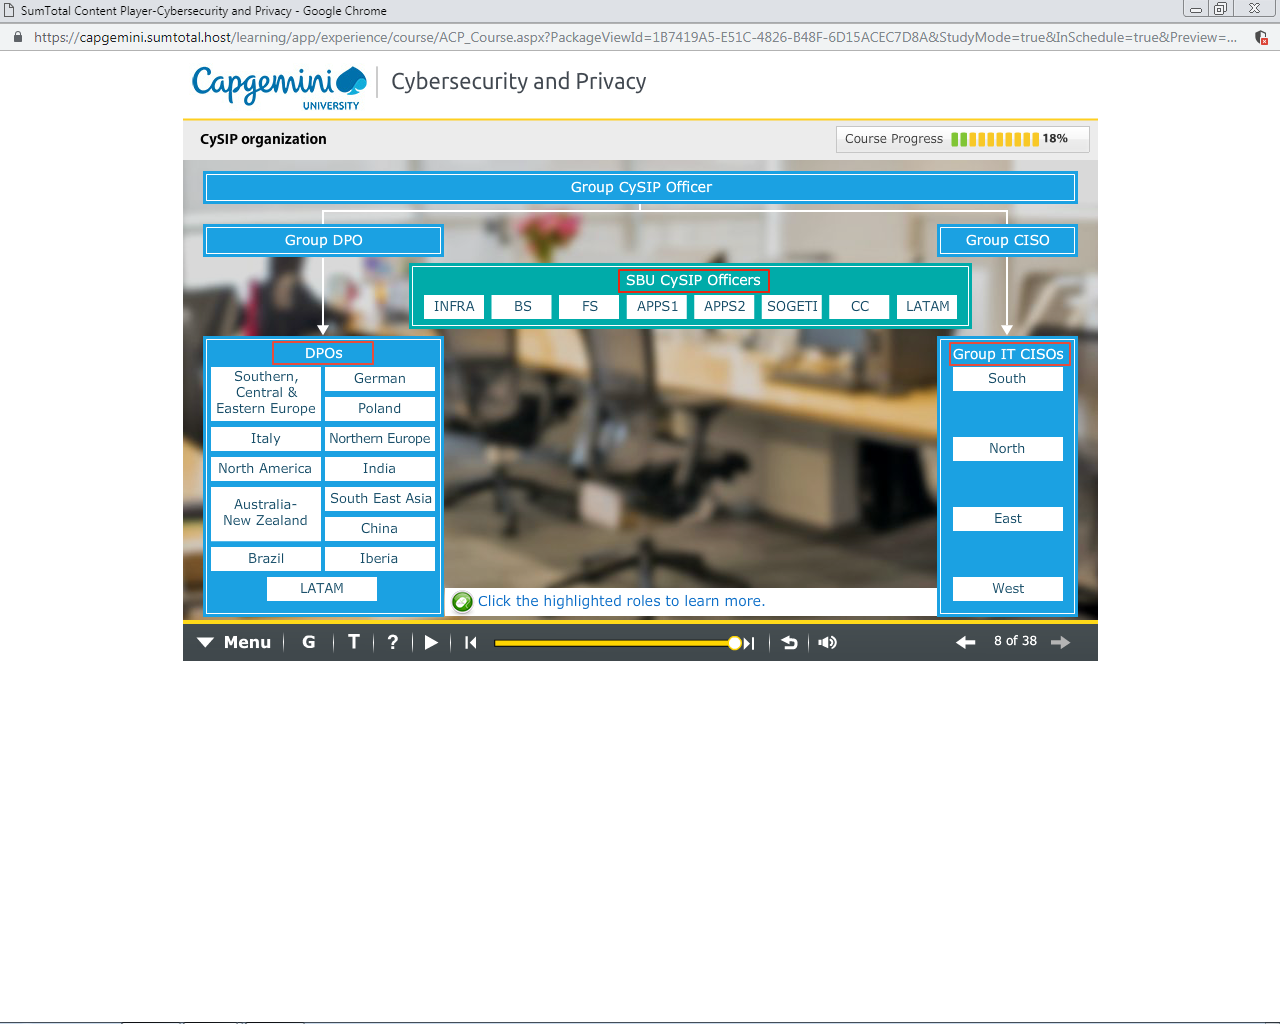 SumTotal Content Player-Cybersecurity and Privacy - Google Chrome
https://capgemini.sumtotal.host/learning/app/experience/course/ACP_Course.aspx?PackageViewId=1B7419A5-E51C-4826-B48F-6D15ACEC7D8A&StudyMode=true&InSchedule=true&Preview=...
Capgemini
UNIVERSITY
Cybersecurity and Privacy
CySIP organization
Course Progress 18%
Group CySIP Officer
Group DPO
Group CISO
SBU CySIP Officers
INFRA BS FS APPS1 APPS2 SOGETI CC LATAM
DPOs
Southern,
Central &
Eastern Europe
German
Poland
Italy
Northern Europe
North America
India
Australia-
New Zealand
South East Asia
China
Brazil
Iberia
LATAM
Group IT CISOs
South
North
East
West
Click the highlighted roles to learn more.
Menu G T ? 8 of 38